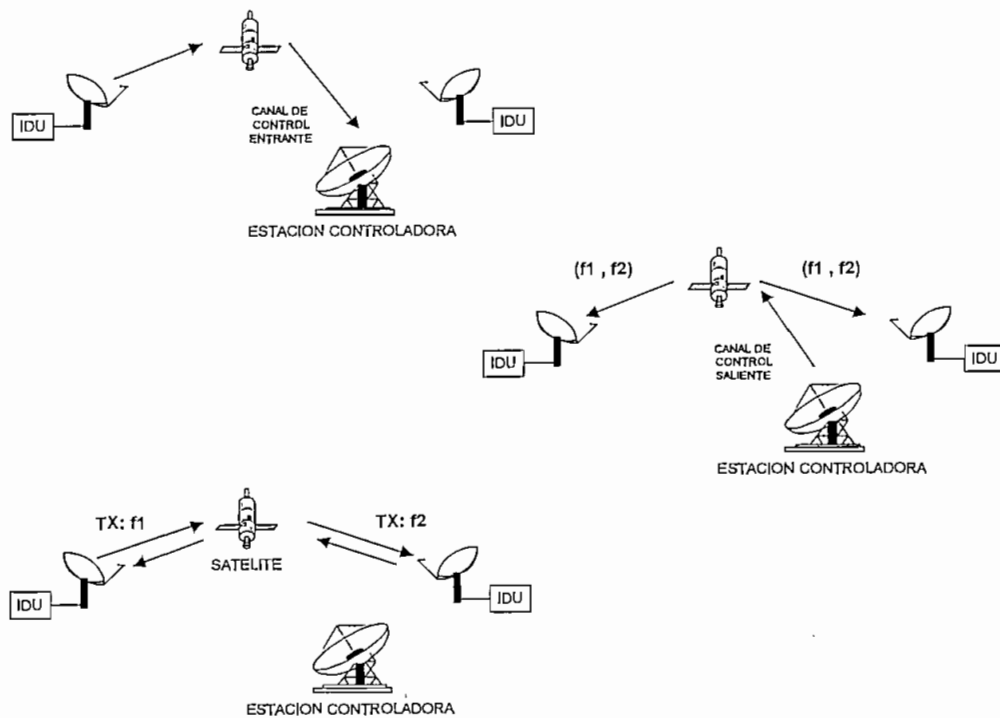 IDU
CANAL DE
CONTROL
ENTRANTE
IDU
ESTACION CONTROLADORA
(f1 , f2)
(f1 , f2)
IDU
CANAL DE
CONTROL
SALIENTE
IDU
ESTACION CONTROLADORA
TX: f1
TX: f2
SATELITE
IDU
IDU
ESTACION CONTROLADORA